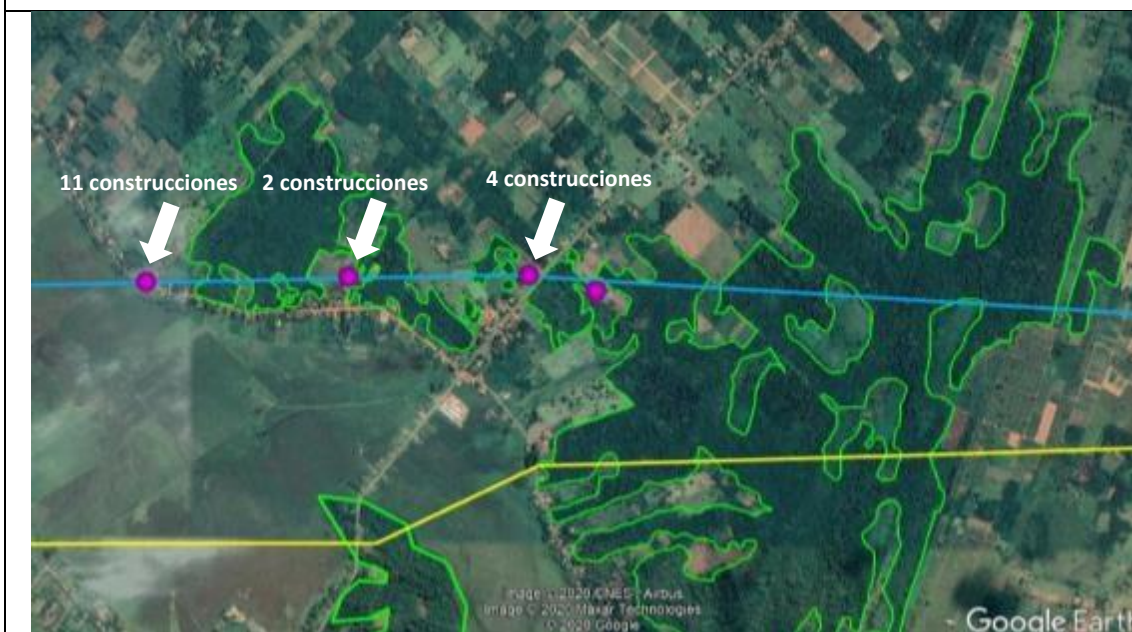 11 construcciones
2 construcciones
4 construcciones
Image © 2020 CNES / Airbus
Image © 2020 Maxar Technologies
© 2020 Google
Google Earth